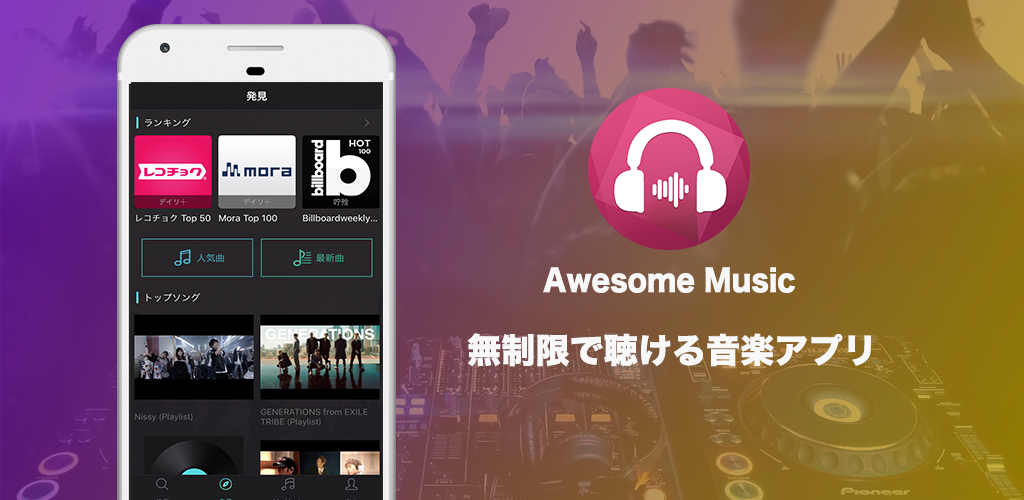 発見
ランキング
レコチョク
mora
billboard
HOT
100
b
デイリ
デイリ
レコチョク Top 50
Mora Top 100
Billboardweekly...
人気曲
最新曲
トップソング
GENERATIONS
Nissy (Playlist)
GENERATIONS from EXILE
TRIBE (Playlist)
Awesome Music
無制限で聴ける音楽アプリ
Pioneer